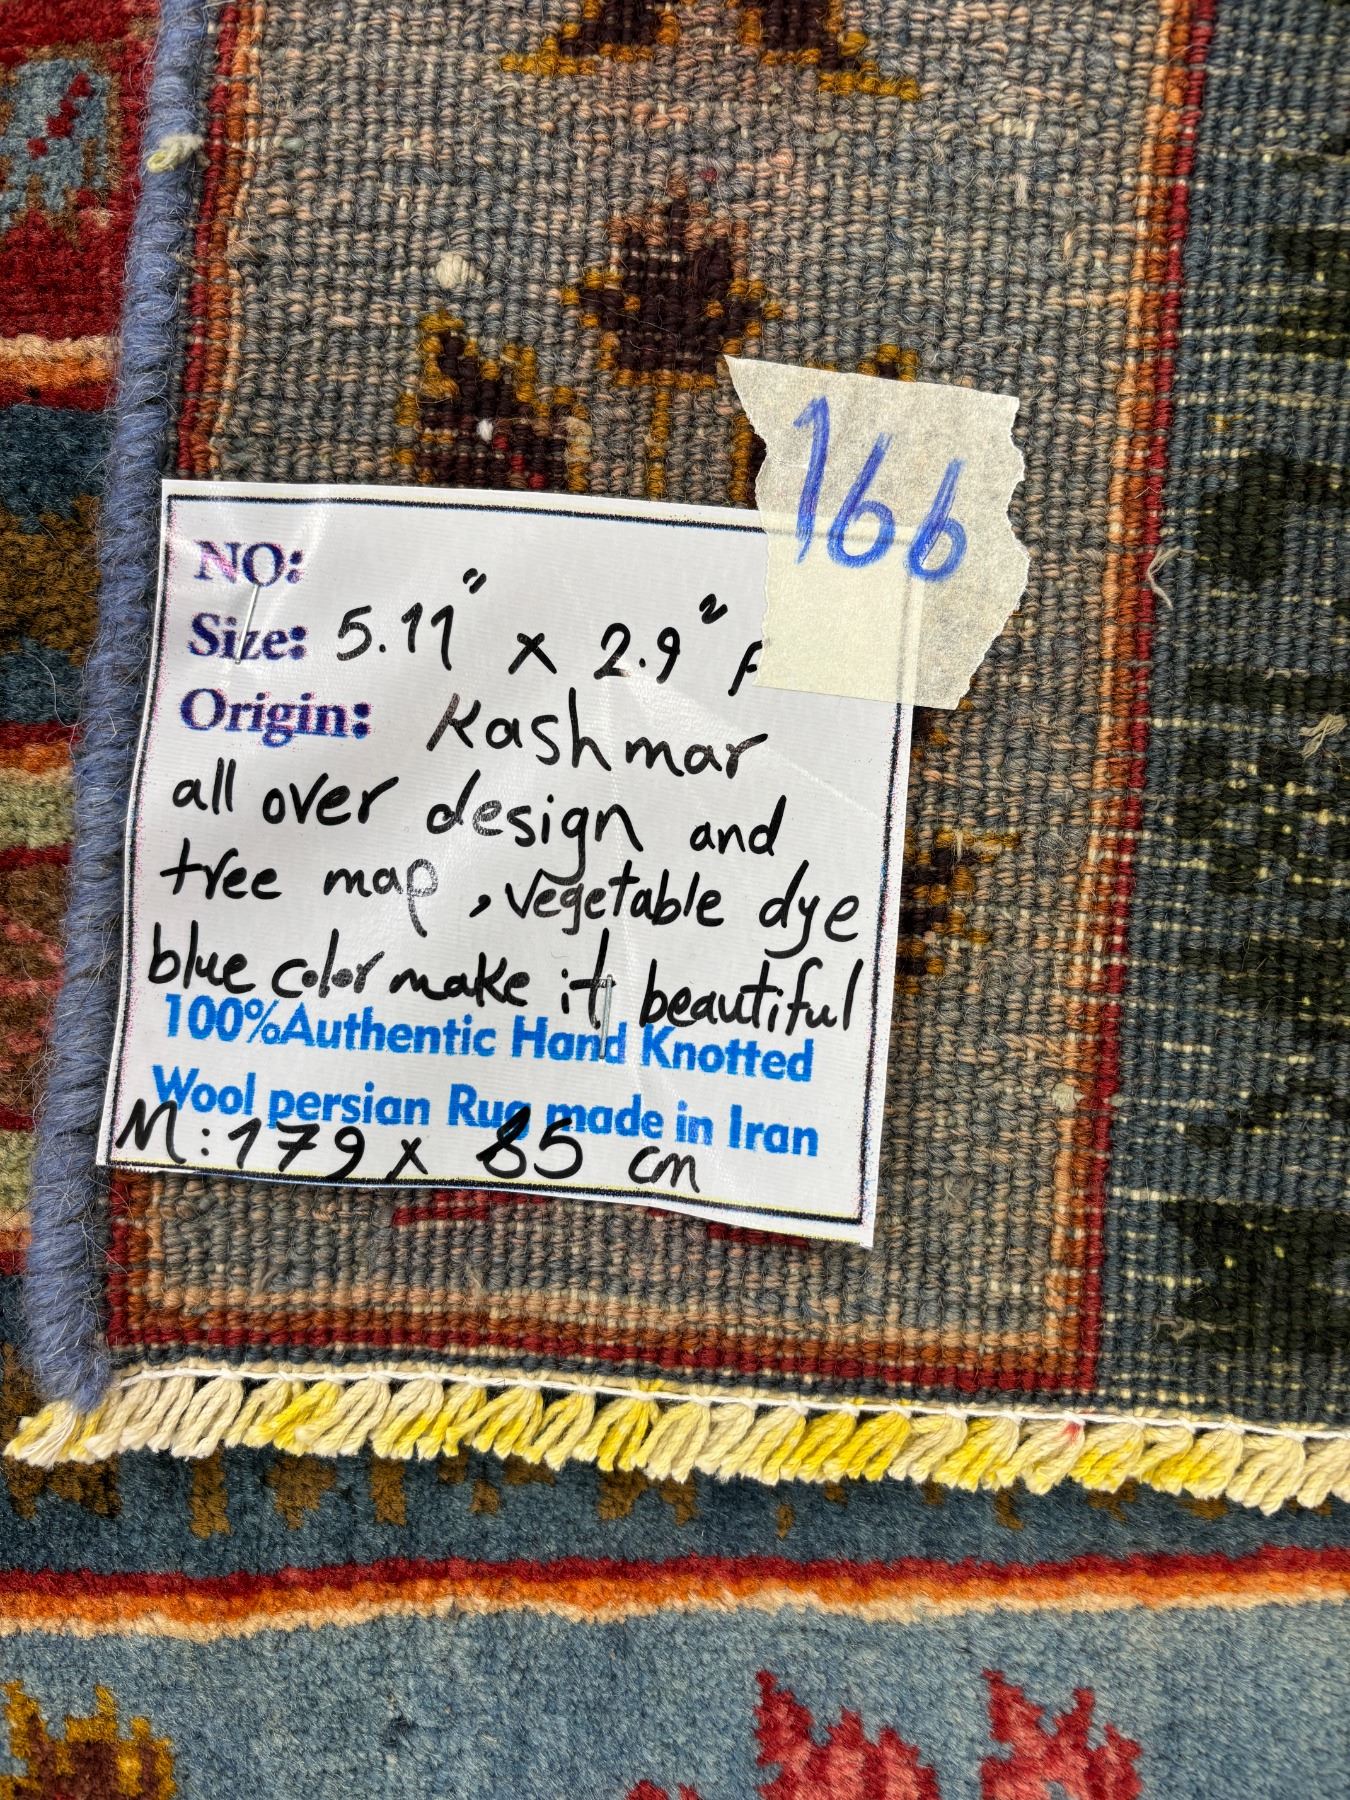 166
NO:
Size: 5.11" x 2.9"
Origin: Kashmar
all over design and
tree map, vegetable dye
blue color make it beautiful
100%Authentic Hand Knotted
Wool persian Rug made in Iran
M: 179 x 85 cm